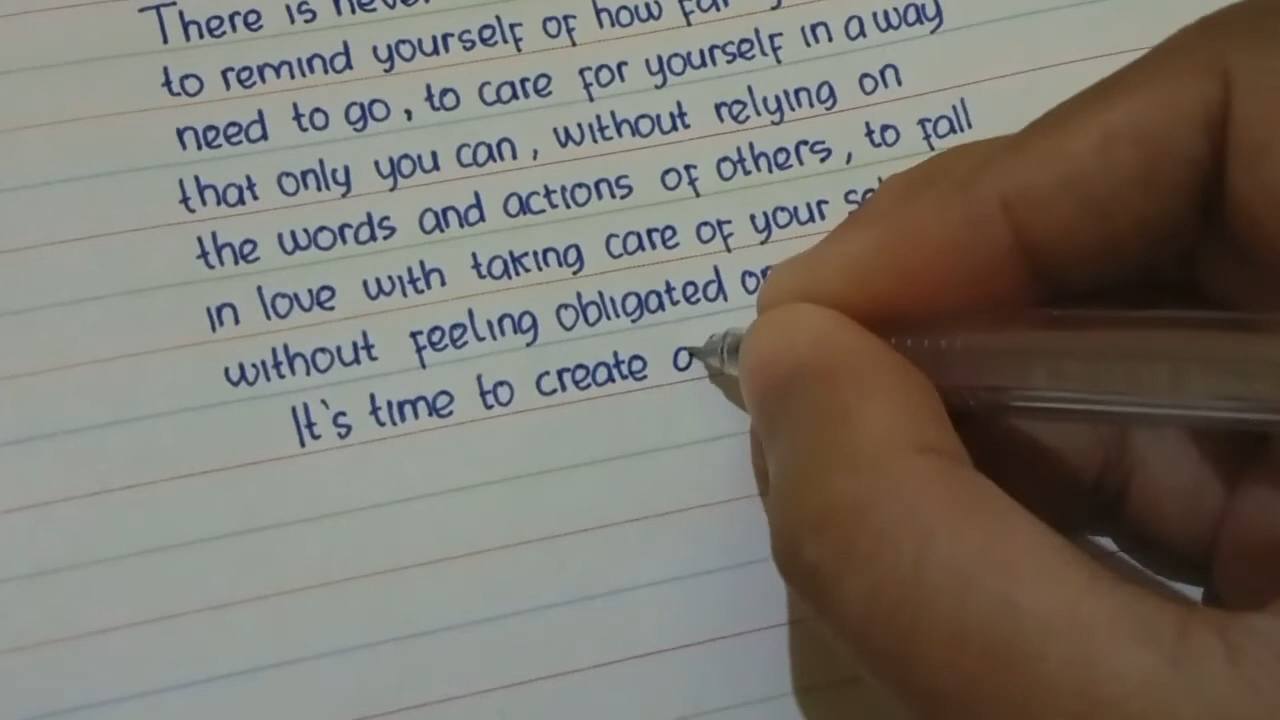 There is
to remind yourself of how
need to go, to care for yourself in a way
that only you can, without relying on
the words and actions of others, to fall
in love with taking care of your
without feeling obligated
It's time to create